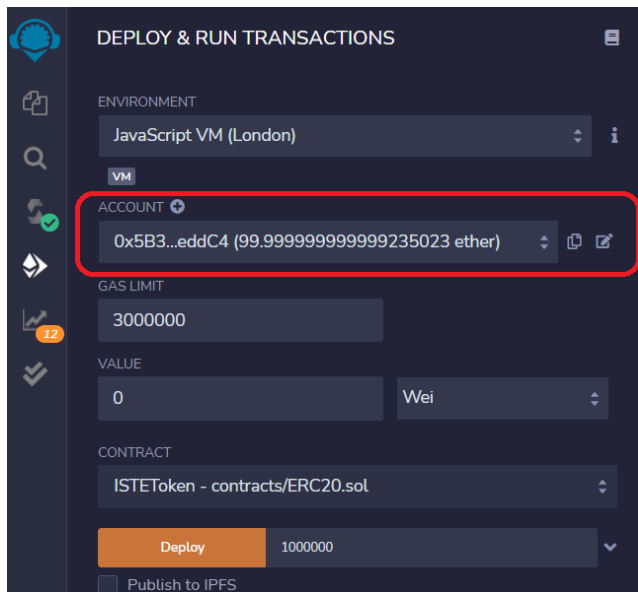 DEPLOY & RUN TRANSACTIONS
ENVIRONMENT
JavaScript VM (London)
VM
ACCOUNT
0x5B3...eddC4 (99.999999999999235023 ether)
GAS LIMIT
3000000
12
VALUE
0 Wei
CONTRACT
ISTEToken - contracts/ERC20.sol
Deploy 1000000
Publish to IPFS